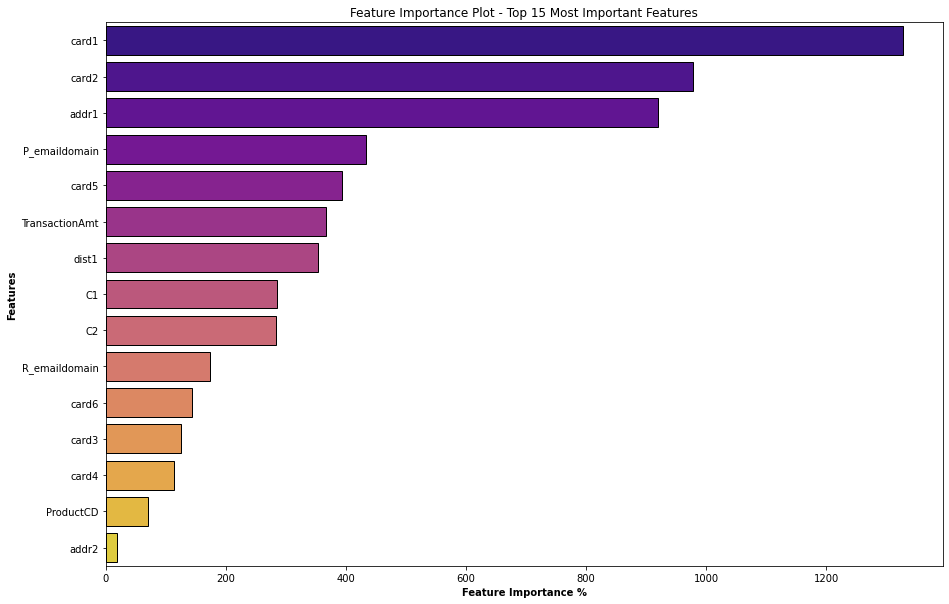 Feature Importance Plot - Top 15 Most Important Features
card1
card2
addr1
P_emaildomain
card5
TransactionAmt
dist1
C1
C2
R_emaildomain
card6
card3
card4
ProductCD
addr2
Features
0 200 400 600 800 1000 1200
Feature Importance %